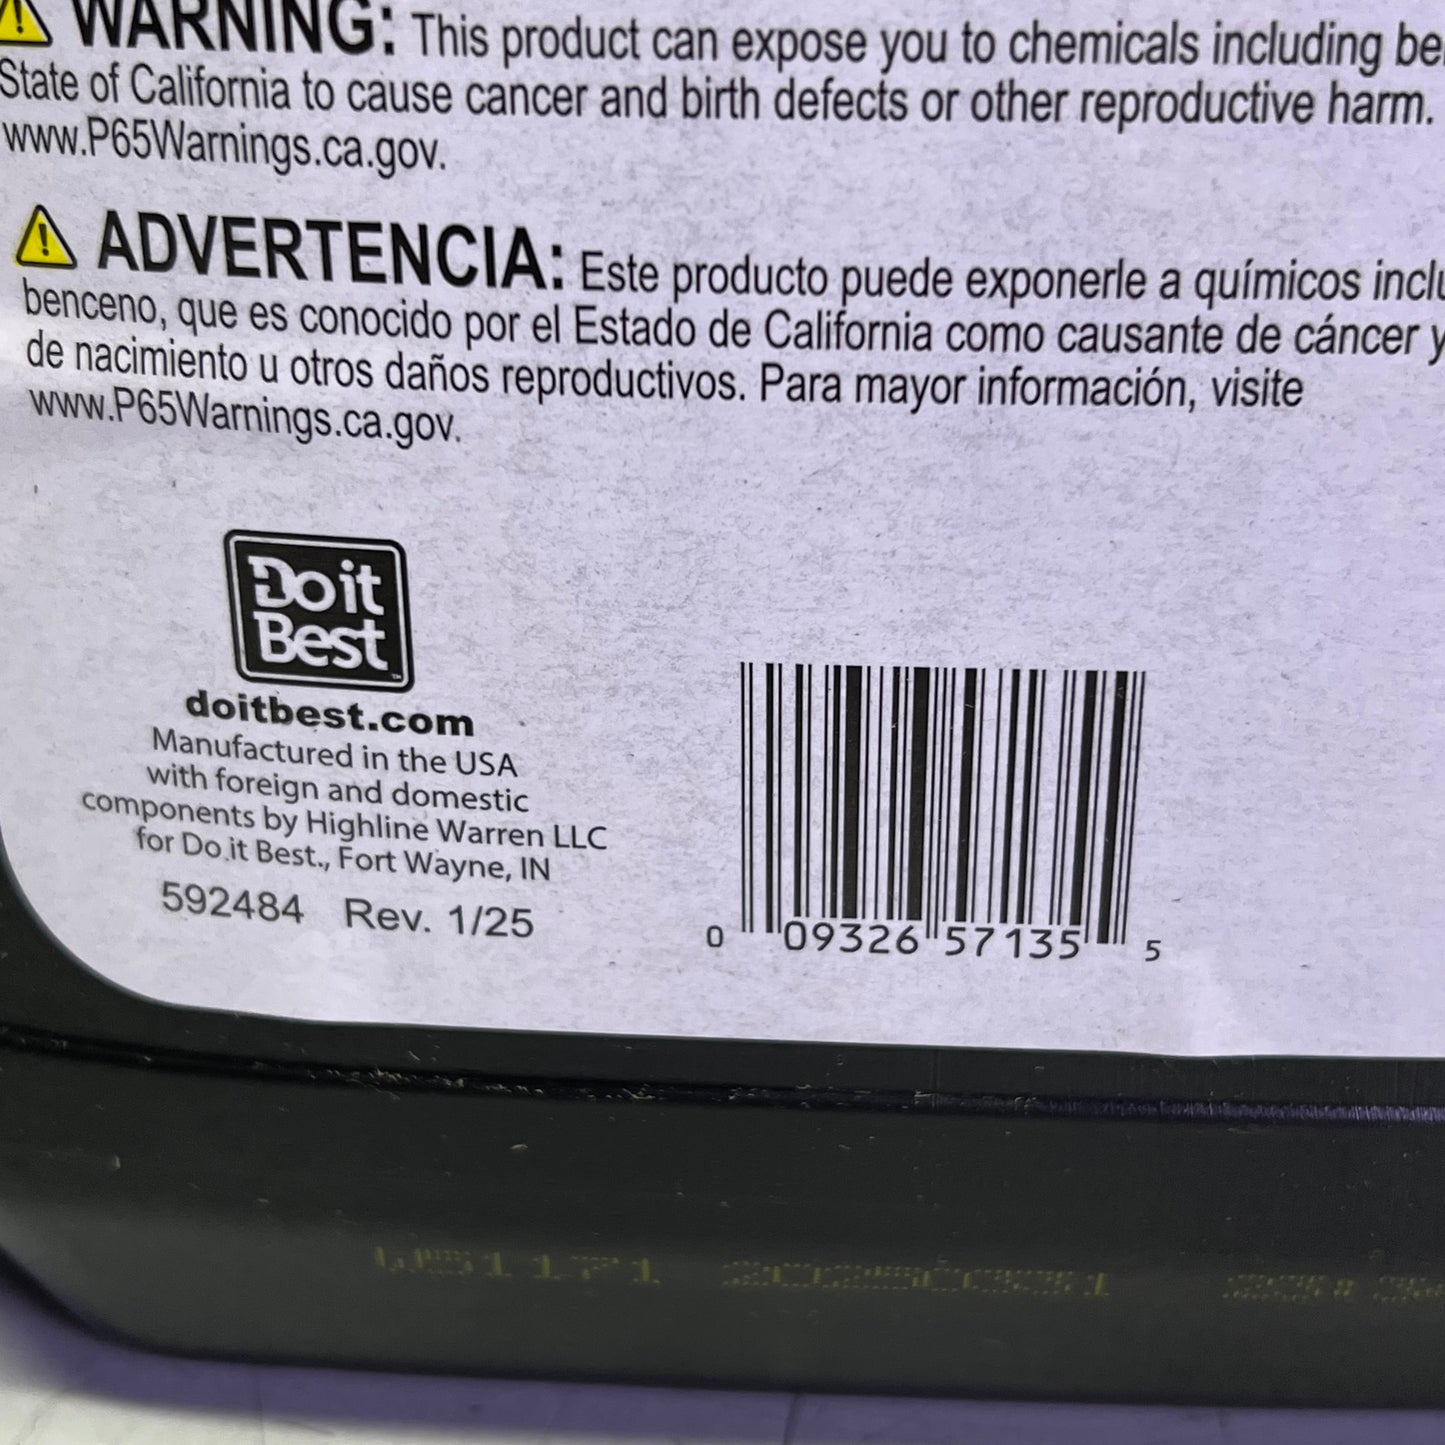 WARNING: This product can expose you to chemicals including
State of California to cause cancer and birth defects or other reproductive harm.
www.P65Warnings.ca.gov.
ADVERTENCIA: Este producto puede exponerle a químicos
benceno, que es conocido por el Estado de California como causante de cáncer y
de nacimiento u otros daños reproductivos. Para mayor información, visite
www.P65Warnings.ca.gov.
Do it
Best
™
doitbest.com
Manufactured in the USA
with foreign and domestic
components by Highline Warren LLC
for Do it Best., Fort Wayne, IN
592484 Rev. 1/25
0 09326 57135 5